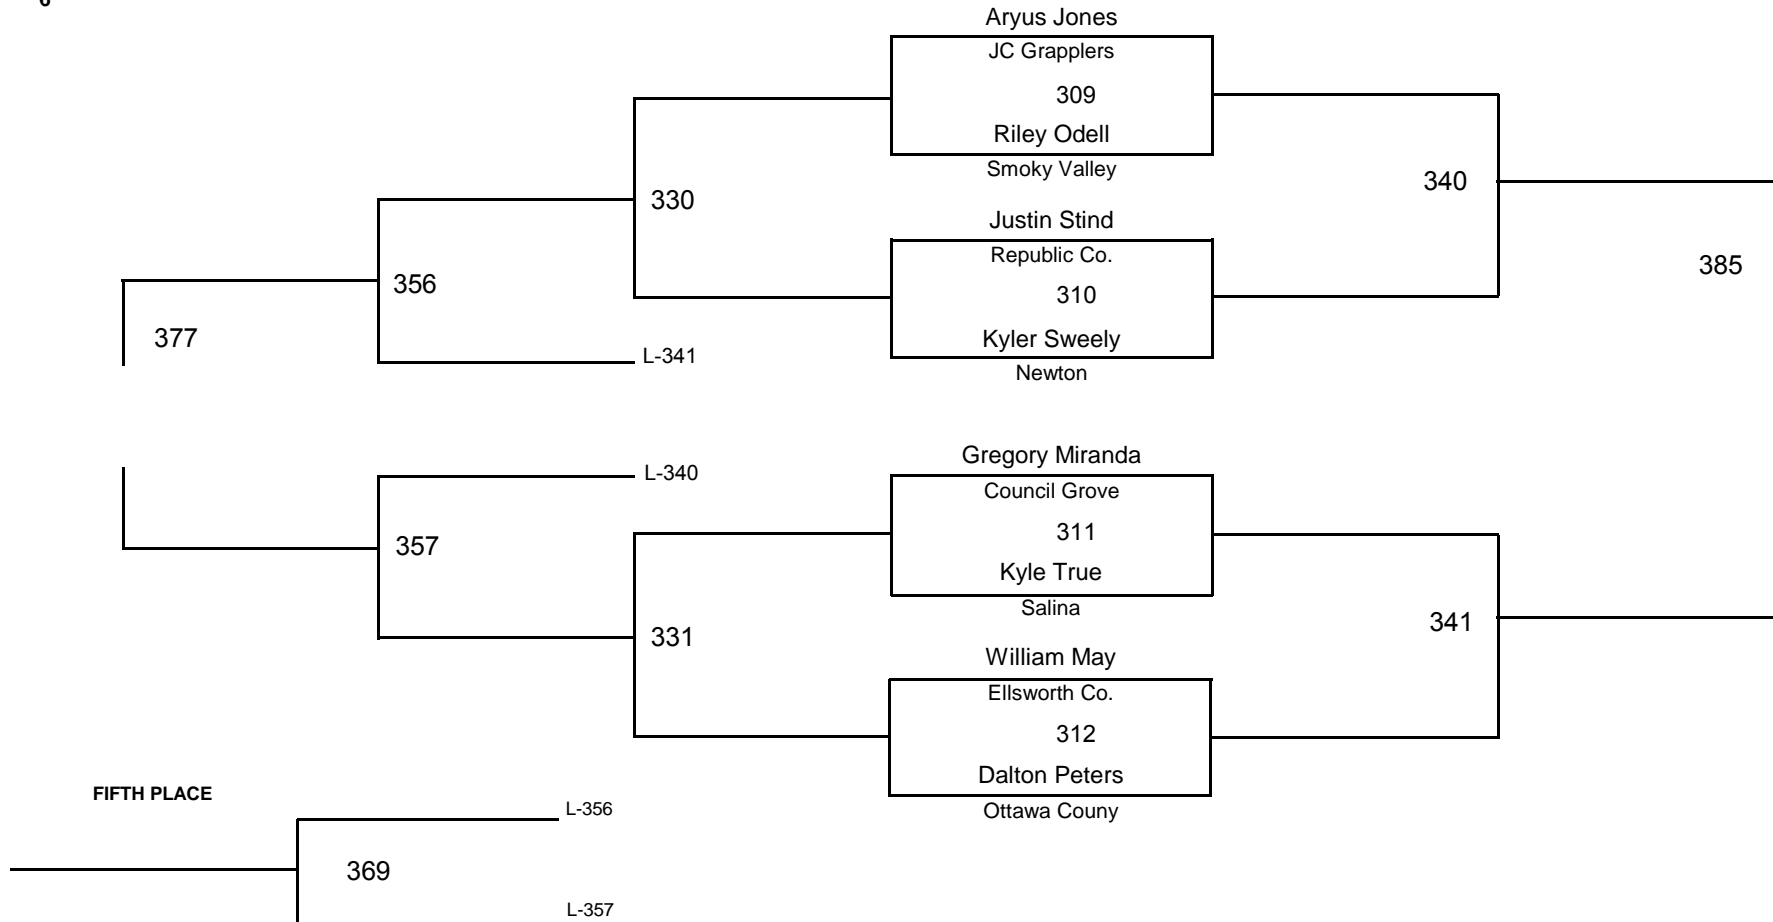 6
Aryus Jones
JC Grapplers
309
Riley Odell
Smoky Valley
330
340
Justin Stind
Republic Co.
385
356
310
377
Kyler Sweely
L-341
Newton
Gregory Miranda
L-340
Council Grove
311
357
Kyle True
Salina
341
331
William May
Ellsworth Co.
312
Dalton Peters
FIFTH PLACE
L-356
Ottawa Couny
369
L-357